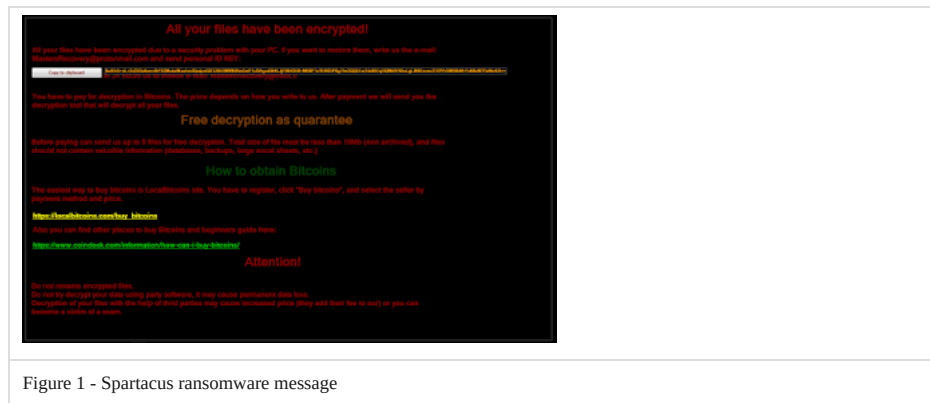 All your files have been encrypted!
All your files have been encrypted due to a security problem with your PC. If you want to restore them, write us the e-mail:
MastersRecovery@protonmail.com and send personal ID KEY:
Copy to clipboard
You have to pay for decryption in Bitcoins. The price depends on how you write to us. After payment we will send you the
decryption tool that will decrypt all your files.
Free decryption as quarantee
Before paying can send us up to 5 files for free decryption. Total size of file must be less than 10Mb (non archived), and files
should not contain valuable information (databases, backups, large excel sheets, etc.)
How to obtain Bitcoins
The easiest way to buy bitcoins is LocalBitcoins site. You have to register, click "Buy bitcoins", and select the seller by
payment method and price.
https://localbitcoins.com/buy_bitcoins
Also you can find other places to buy Bitcoins and beginners guide here:
https://www.coindesk.com/information/how-can-i-buy-bitcoins/
Attention!
Do not rename encrypted files.
Do not try decrypt your data using party software, it may cause permanent data loss.
Decryption of your files with the help of third parties may cause increased price (they add their fee to our) or you can
become a victim of a scam.
Figure 1 - Spartacus ransomware message